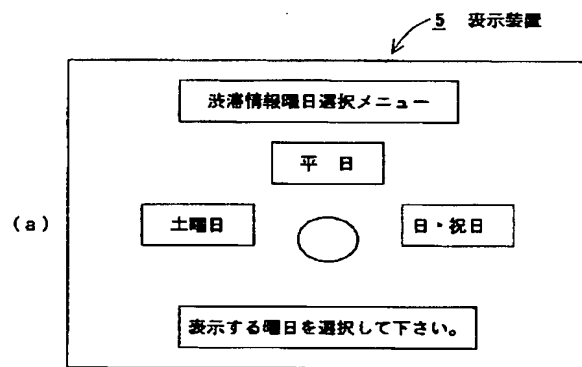 5 表示装置
渋滞情報曜日選択メニュー
平 日
(a)
土曜日
日・祝日
表示する曜日を選択して下さい。